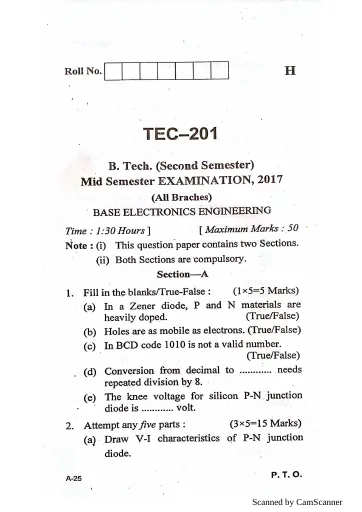 Roll No.
H
TEC–201
B. Tech. (Second Semester)
Mid Semester EXAMINATION, 2017
(All Braches)
BASE ELECTRONICS ENGINEERING
Time : 1:30 Hours ] [ Maximum Marks : 50
Note : (i) This question paper contains two Sections.
(ii) Both Sections are compulsory.
Section—A
1. Fill in the blanks/True-False : (1×5=5 Marks)
(a) In a Zener diode, P and N materials are
heavily doped. (True/False)
(b) Holes are as mobile as electrons. (True/False)
(c) In BCD code 1010 is not a valid number.
(True/False)
(d) Conversion from decimal to ............ needs
repeated division by 8.
(e) The knee voltage for silicon P-N junction
diode is ............ volt.
2. Attempt any five parts : (3×5=15 Marks)
(a) Draw V-I characteristics of P-N junction
diode.
A-25 P. T. O.
Scanned by CamScanner